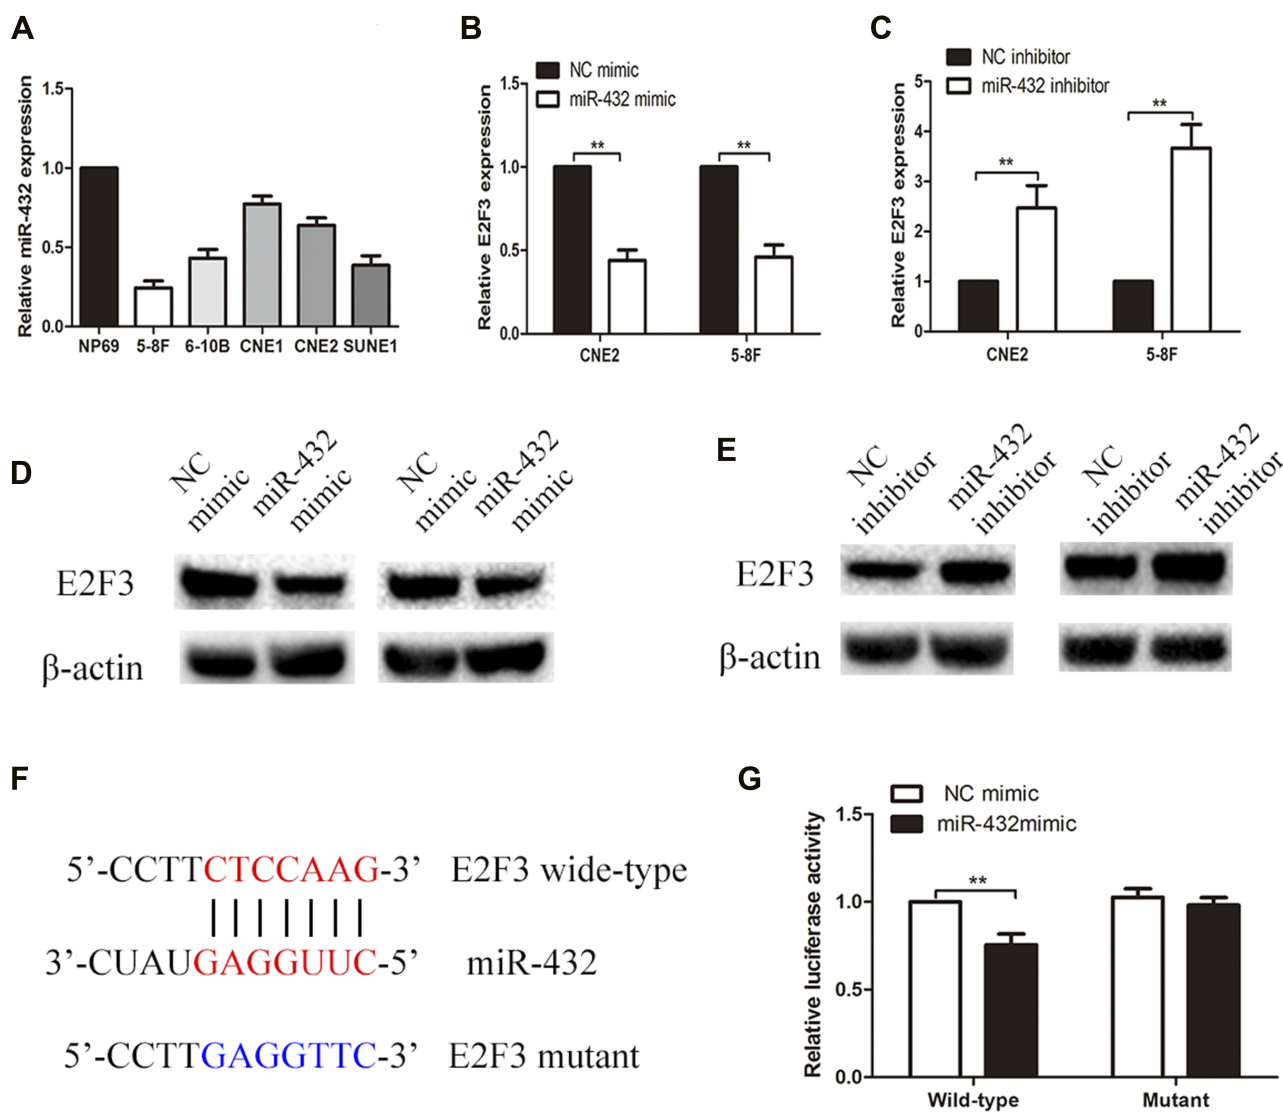 A
Relative miR-432 expression
1.5
1.0
0.5
0.0
NP69 5-8F 6-10B CNE1 CNE2 SUNE1
B
NC mimic
miR-432 mimic
Relative E2F3 expression
1.5
1.0
0.5
0.0
** **
CNE2 5-8F
C
NC inhibitor
miR-432 inhibitor
Relative E2F3 expression
5
4
3
2
1
0
** **
CNE2 5-8F
D
NC
mimic
miR-432
mimic
NC
mimic
miR-432
mimic
E2F3
β-actin
E
NC
inhibitor
miR-432
inhibitor
NC
inhibitor
miR-432
inhibitor
E2F3
β-actin
F
5’-CCTTCTCCAAG-3’ E2F3 wide-type
3’-CUAUGAGGUUC-5’ miR-432
5’-CCTTGAGGTTC-3’ E2F3 mutant
G
NC mimic
miR-432mimic
Relative luciferase activity
1.5
1.0
0.5
0.0
**
Wild-type Mutant